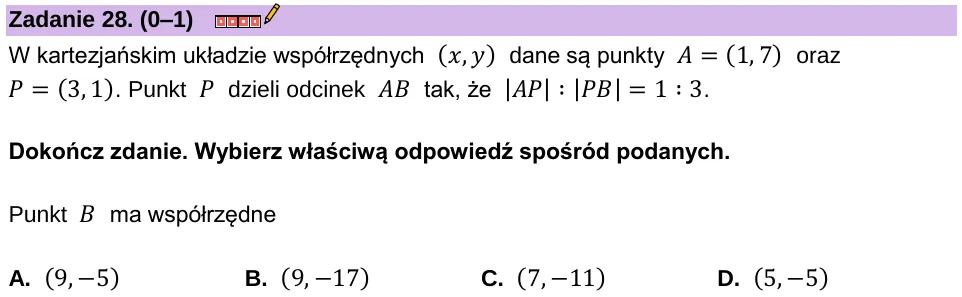 Zadanie 28. (0–1)
W kartezjańskim układzie współrzędnych (x, y) dane są punkty A = (1, 7) oraz
P = (3, 1). Punkt P dzieli odcinek AB tak, że |AP| : |PB| = 1 : 3.
Dokończ zdanie. Wybierz właściwą odpowiedź spośród podanych.
Punkt B ma współrzędne
A. (9, −5) B. (9, −17) C. (7, −11) D. (5, −5)